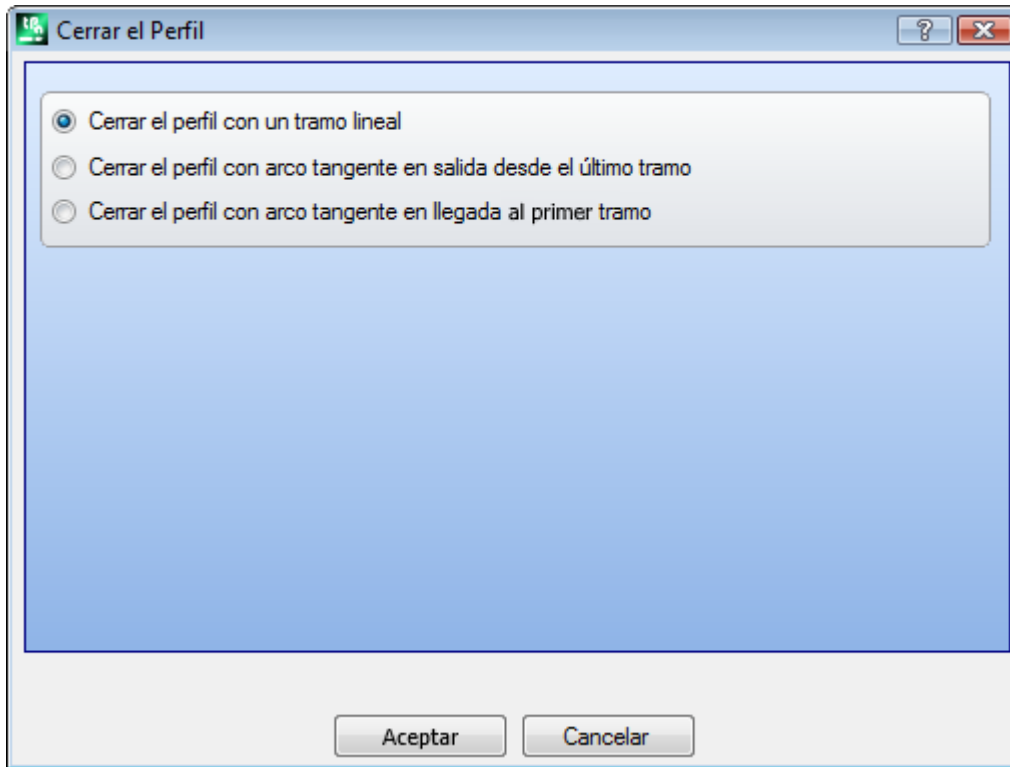 Cerrar el Perfil
Cerrar el perfil con un tramo lineal
Cerrar el perfil con arco tangente en salida desde el último tramo
Cerrar el perfil con arco tangente en llegada al primer tramo
Aceptar
Cancelar